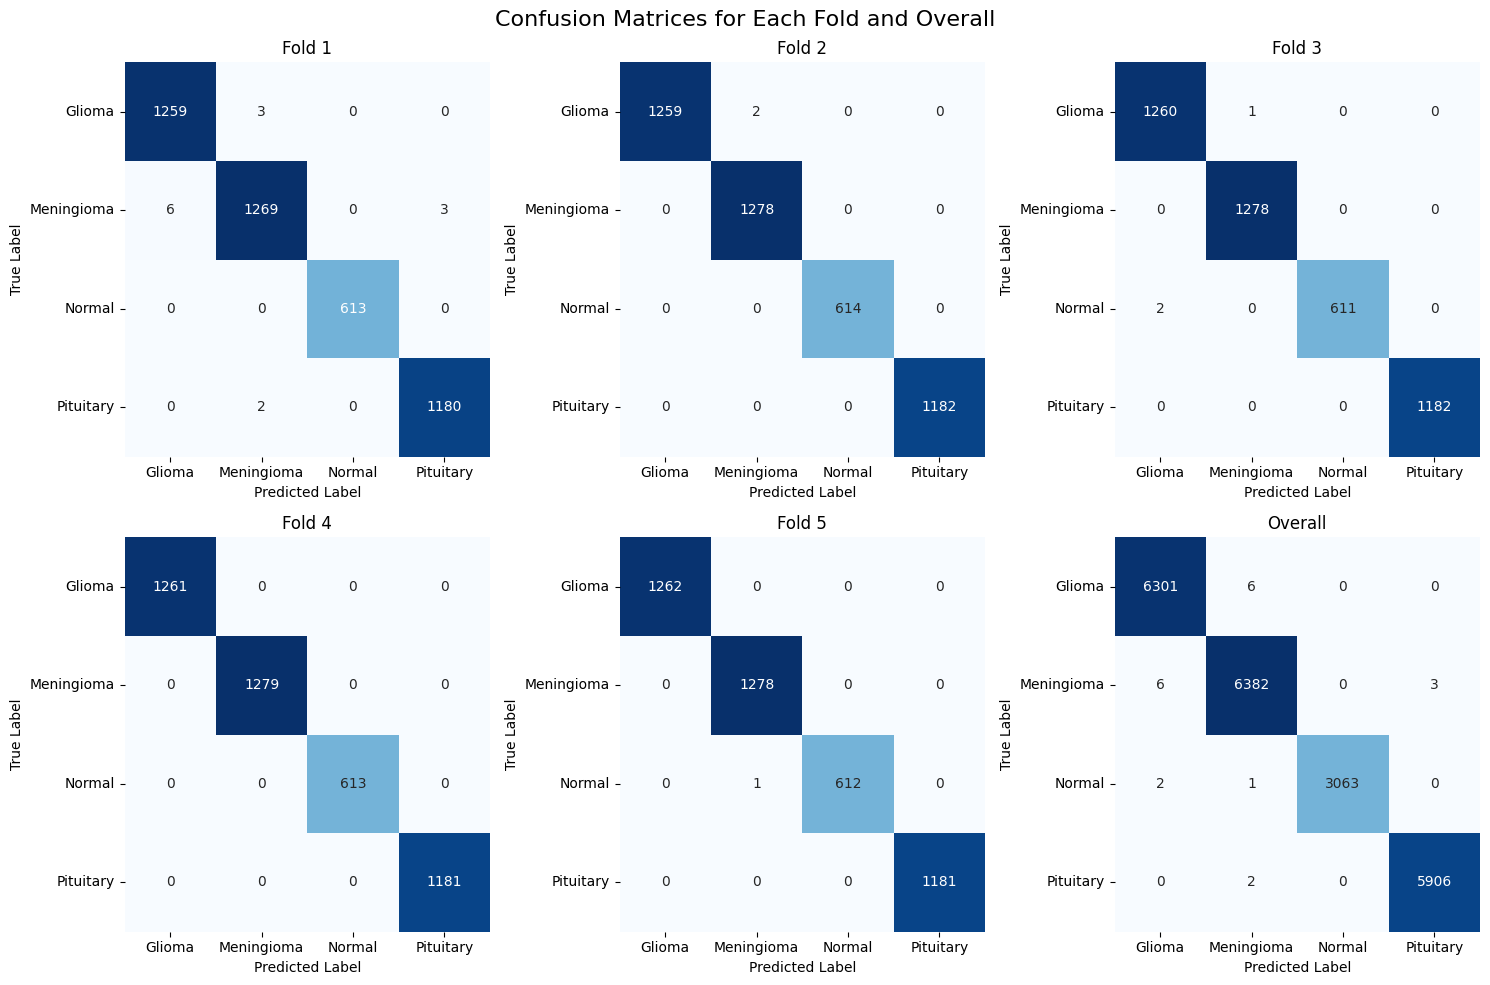 Confusion Matrices for Each Fold and Overall
Fold 1
True Label
Glioma 1259 3 0 0
Meningioma 6 1269 0 3
Normal 0 0 613 0
Pituitary 0 2 0 1180
Glioma Meningioma Normal Pituitary
Predicted Label
Fold 2
True Label
Glioma 1259 2 0 0
Meningioma 0 1278 0 0
Normal 0 0 614 0
Pituitary 0 0 0 1182
Glioma Meningioma Normal Pituitary
Predicted Label
Fold 3
True Label
Glioma 1260 1 0 0
Meningioma 0 1278 0 0
Normal 2 0 611 0
Pituitary 0 0 0 1182
Glioma Meningioma Normal Pituitary
Predicted Label
Fold 4
True Label
Glioma 1261 0 0 0
Meningioma 0 1279 0 0
Normal 0 0 613 0
Pituitary 0 0 0 1181
Glioma Meningioma Normal Pituitary
Predicted Label
Fold 5
True Label
Glioma 1262 0 0 0
Meningioma 0 1278 0 0
Normal 0 1 612 0
Pituitary 0 0 0 1181
Glioma Meningioma Normal Pituitary
Predicted Label
Overall
True Label
Glioma 6301 6 0 0
Meningioma 6 6382 0 3
Normal 2 1 3063 0
Pituitary 0 2 0 5906
Glioma Meningioma Normal Pituitary
Predicted Label